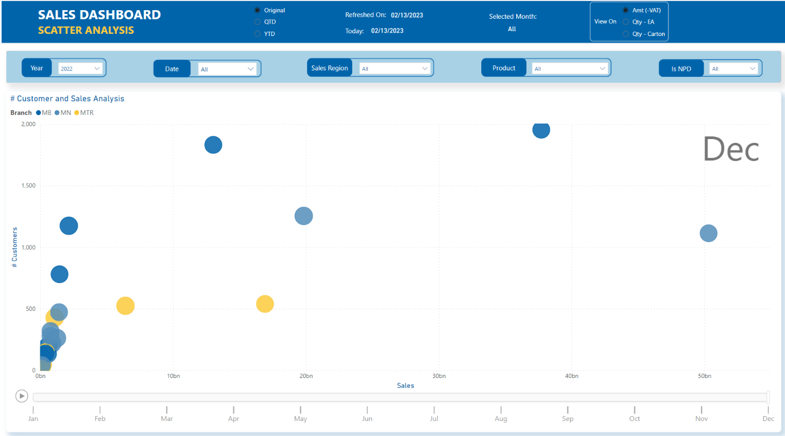 SALES DASHBOARD
SCATTER ANALYSIS
Original
QTD
YTD
Refreshed On: 02/13/2023
Today: 02/13/2023
Selected Month:
All
View On
Amt (-VAT)
Qty - EA
Qty - Carton
Year 2022
Date All
Sales Region All
Product All
Is NPD All
# Customer and Sales Analysis
Branch MB MN MTR
Dec
# Customers
2,000
1,500
1,000
500
0
0bn 10bn 20bn 30bn 40bn 50bn
Sales
Jan Feb Mar Apr May Jun Jul Aug Sep Oct Nov Dec